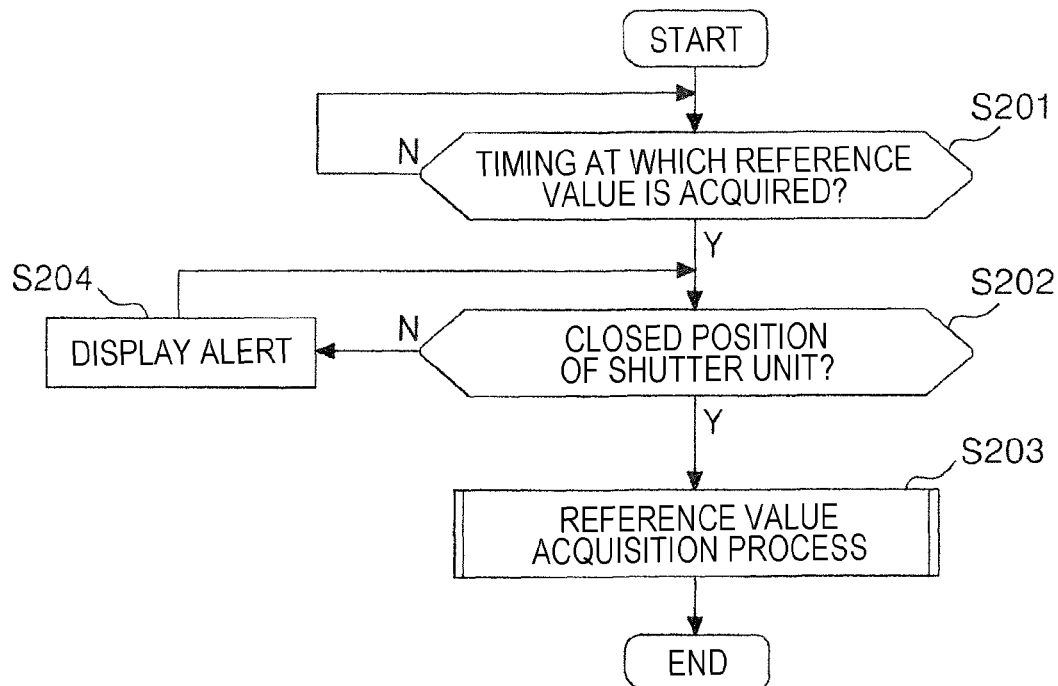 START
S201
N
TIMING AT WHICH REFERENCE
VALUE IS ACQUIRED?
Y
S204
S202
DISPLAY ALERT
N
CLOSED POSITION
OF SHUTTER UNIT?
Y
S203
REFERENCE VALUE
ACQUISITION PROCESS
END